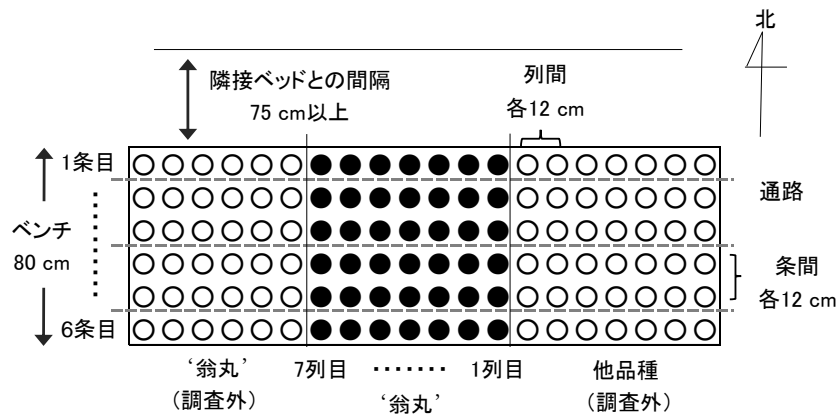 北
隣接ベッドとの間隔
75 cm以上
列間
各12 cm
1条目
ベンチ
80 cm
6条目
通路
条間
各12 cm
‘翁丸’
(調査外)
7列目 ······· 1列目
‘翁丸’
他品種
(調査外)